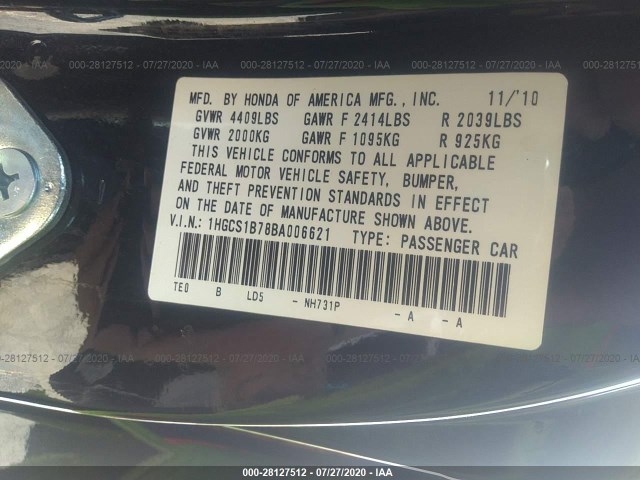 000-28127512 / 07/27/2020 - IAA
MFD. BY HONDA OF AMERICA MFG., INC. 11/'10
GVWR 4409LBS GAWR F 2414LBS R 2039LBS
GVWR 2000KG GAWR F 1095KG R 925KG
THIS VEHICLE CONFORMS TO ALL APPLICABLE
FEDERAL MOTOR VEHICLE SAFETY, BUMPER,
AND THEFT PREVENTION STANDARDS IN EFFECT
ON THE DATE OF MANUFACTURE SHOWN ABOVE.
V.I.N.: 1HGCS1B78BA006621 TYPE: PASSENGER CAR
TE0 B LD5 - NH731P - A - A
000-28127512 / 07/27/2020 - IAA